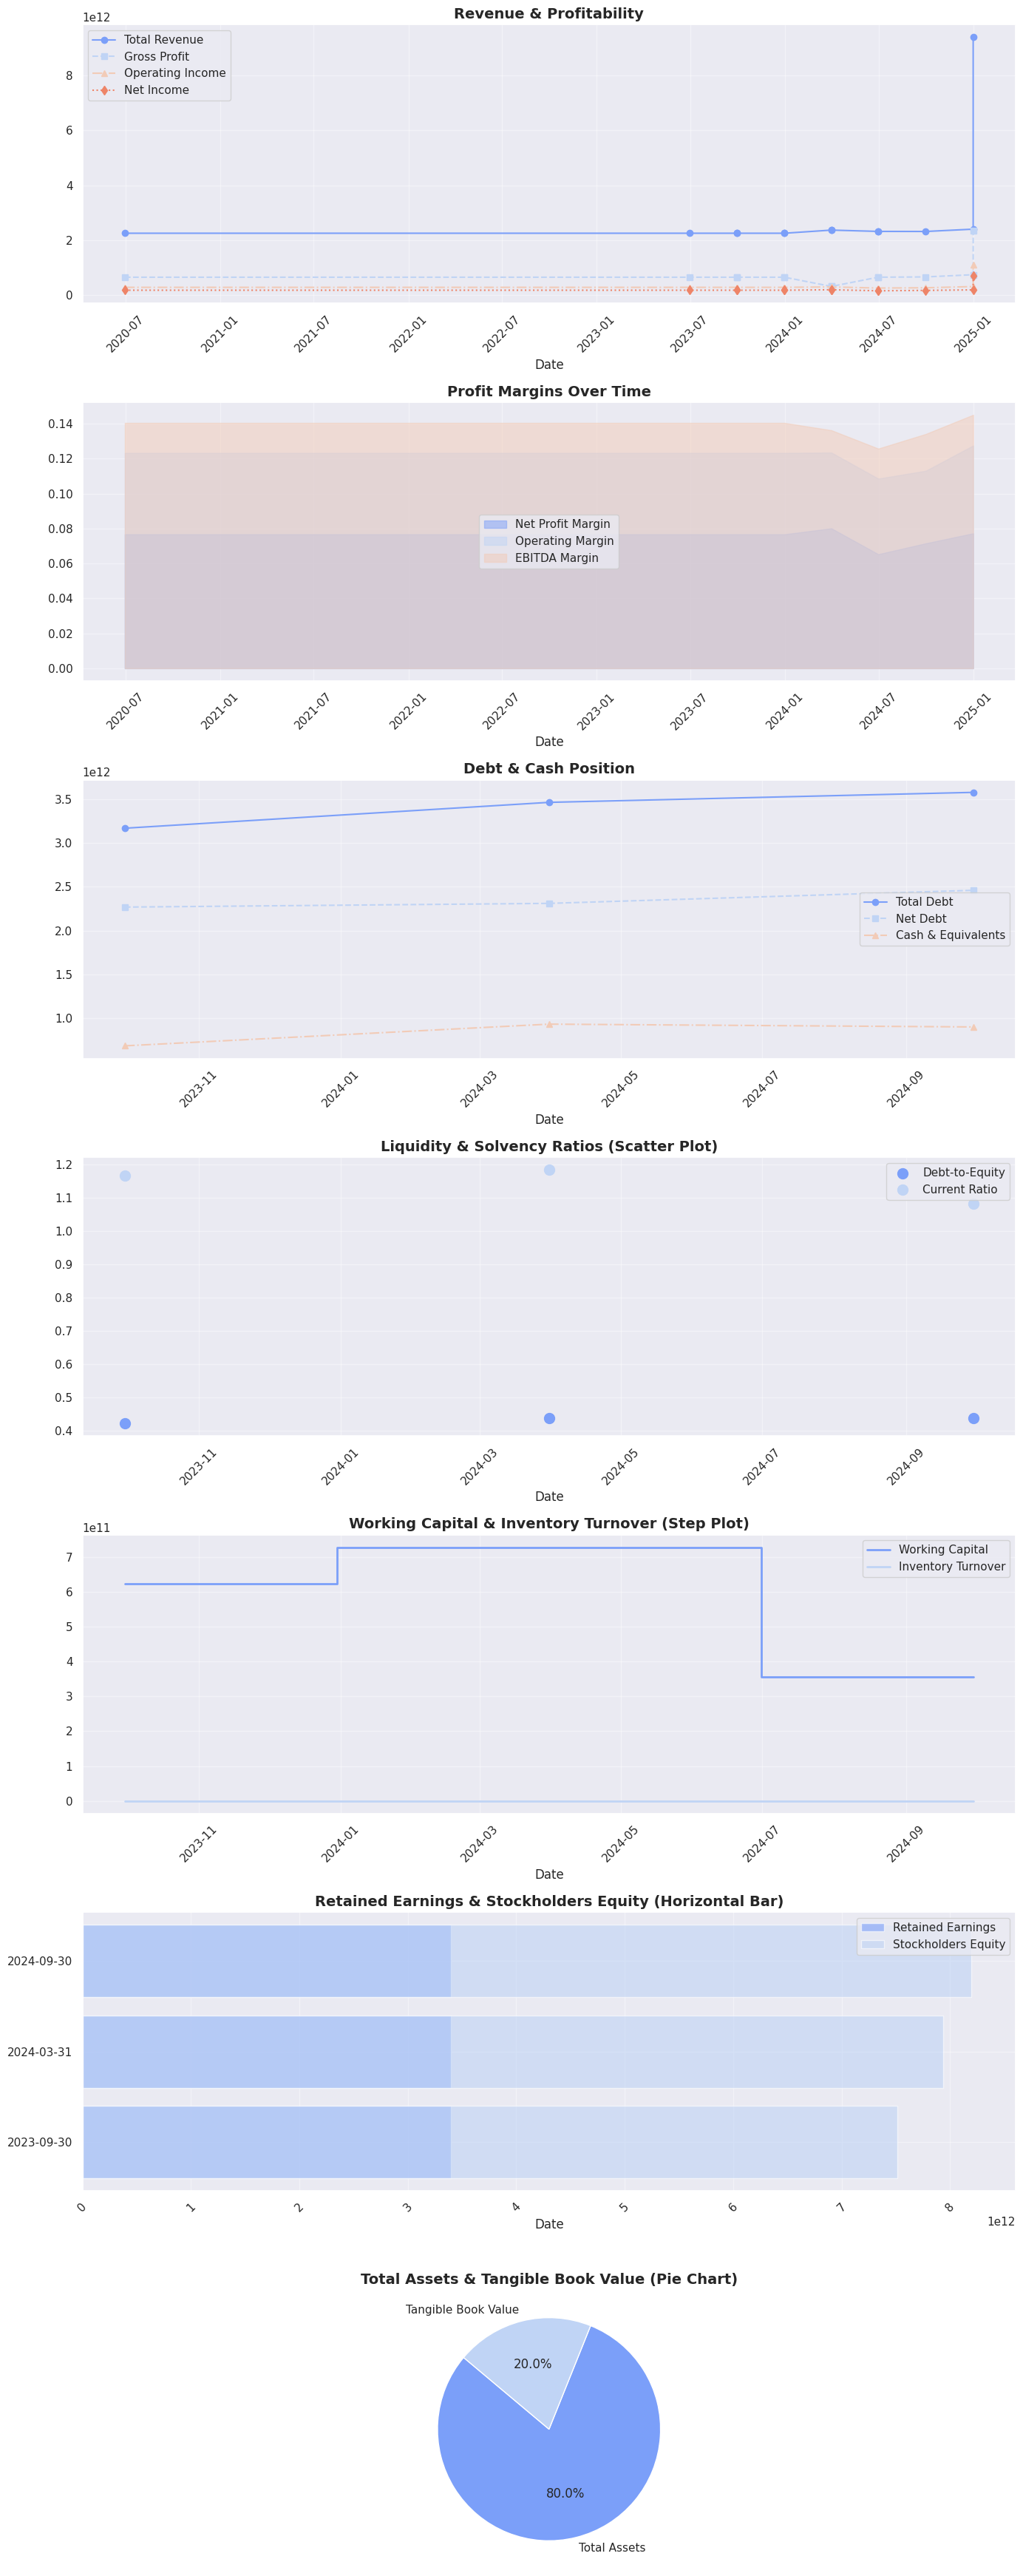 Revenue & Profitability
1e12
Total Revenue
Gross Profit
Operating Income
Net Income
8
6
4
2
0
2020-07
2021-01
2021-07
2022-01
2022-07
2023-01
2023-07
2024-01
2024-07
2025-01
Date
Profit Margins Over Time
0.14
0.12
0.10
0.08
0.06
0.04
0.02
0.00
Net Profit Margin
Operating Margin
EBITDA Margin
2020-07
2021-01
2021-07
2022-01
2022-07
2023-01
2023-07
2024-01
2024-07
2025-01
Date
Debt & Cash Position
1e12
3.5
3.0
2.5
2.0
1.5
1.0
Total Debt
Net Debt
Cash & Equivalents
2023-11
2024-01
2024-03
2024-05
2024-07
2024-09
Date
Liquidity & Solvency Ratios (Scatter Plot)
1.2
1.1
1.0
0.9
0.8
0.7
0.6
0.5
0.4
Debt-to-Equity
Current Ratio
2023-11
2024-01
2024-03
2024-05
2024-07
2024-09
Date
Working Capital & Inventory Turnover (Step Plot)
1e11
7
6
5
4
3
2
1
0
Working Capital
Inventory Turnover
2023-11
2024-01
2024-03
2024-05
2024-07
2024-09
Date
Retained Earnings & Stockholders Equity (Horizontal Bar)
Retained Earnings
Stockholders Equity
2024-09-30
2024-03-31
2023-09-30
0
1
2
3
4
5
6
7
8
1e12
Date
Total Assets & Tangible Book Value (Pie Chart)
Tangible Book Value
20.0%
80.0%
Total Assets